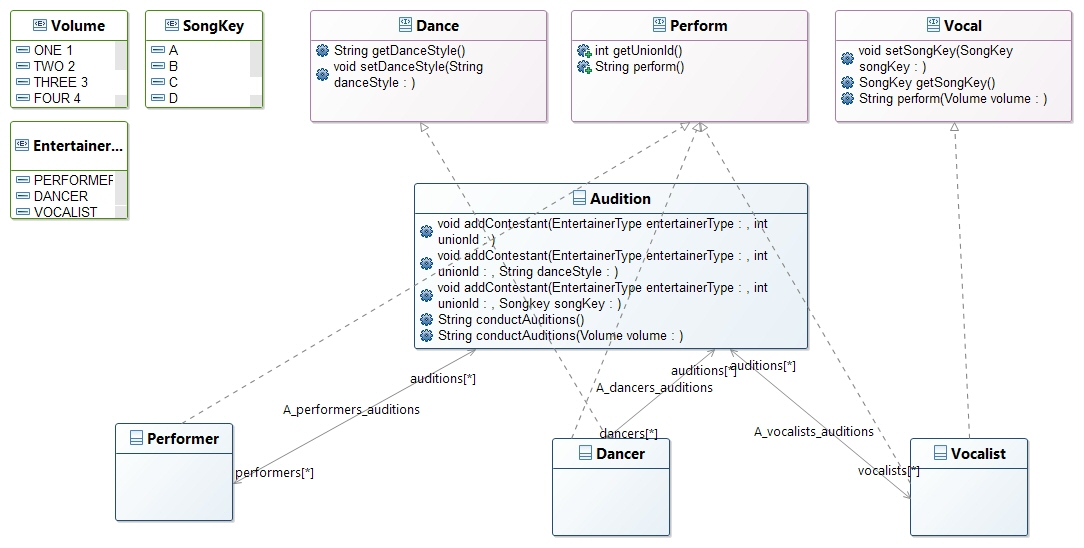 Volume
ONE 1
TWO 2
THREE 3
FOUR 4
SongKey
A
B
C
D
Entertainer...
PERFORMER
DANCER
VOCALIST
Dance
String getDanceStyle()
void setDanceStyle(String
danceStyle : )
Perform
int getUnionId()
String perform()
Vocal
void setSongKey(SongKey
songKey : )
SongKey getSongKey()
String perform(Volume volume : )
Audition
void addContestant(EntertainerType entertainerType : , int
unionId : )
void addContestant(EntertainerType entertainerType : , int
unionId : , String danceStyle : )
void addContestant(EntertainerType entertainerType : , int
unionId : , Songkey songKey : )
String conductAuditions()
String conductAuditions(Volume volume : )
auditions[*]
A_performers_auditions
performers[*]
auditions[*]
A_dancers_auditions
dancers[*]
auditions[*]
A_vocalists_auditions
vocalists[*]
Performer
Dancer
Vocalist